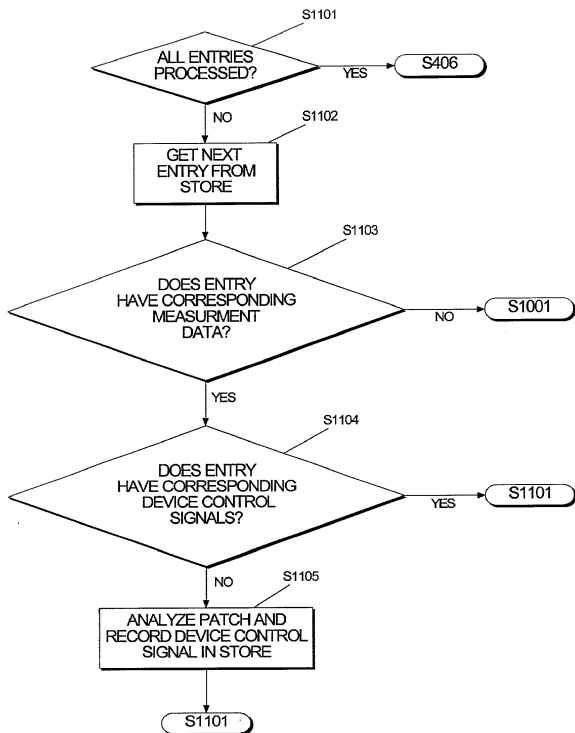 S1101
ALL ENTRIES
PROCESSED?
YES
S406
NO
S1102
GET NEXT
ENTRY FROM
STORE
S1103
DOES ENTRY
HAVE CORRESPONDING
MEASURMENT
DATA?
NO
S1001
YES
S1104
DOES ENTRY
HAVE CORRESPONDING
DEVICE CONTROL
SIGNALS?
YES
S1101
NO
S1105
ANALYZE PATCH AND
RECORD DEVICE CONTROL
SIGNAL IN STORE
S1101